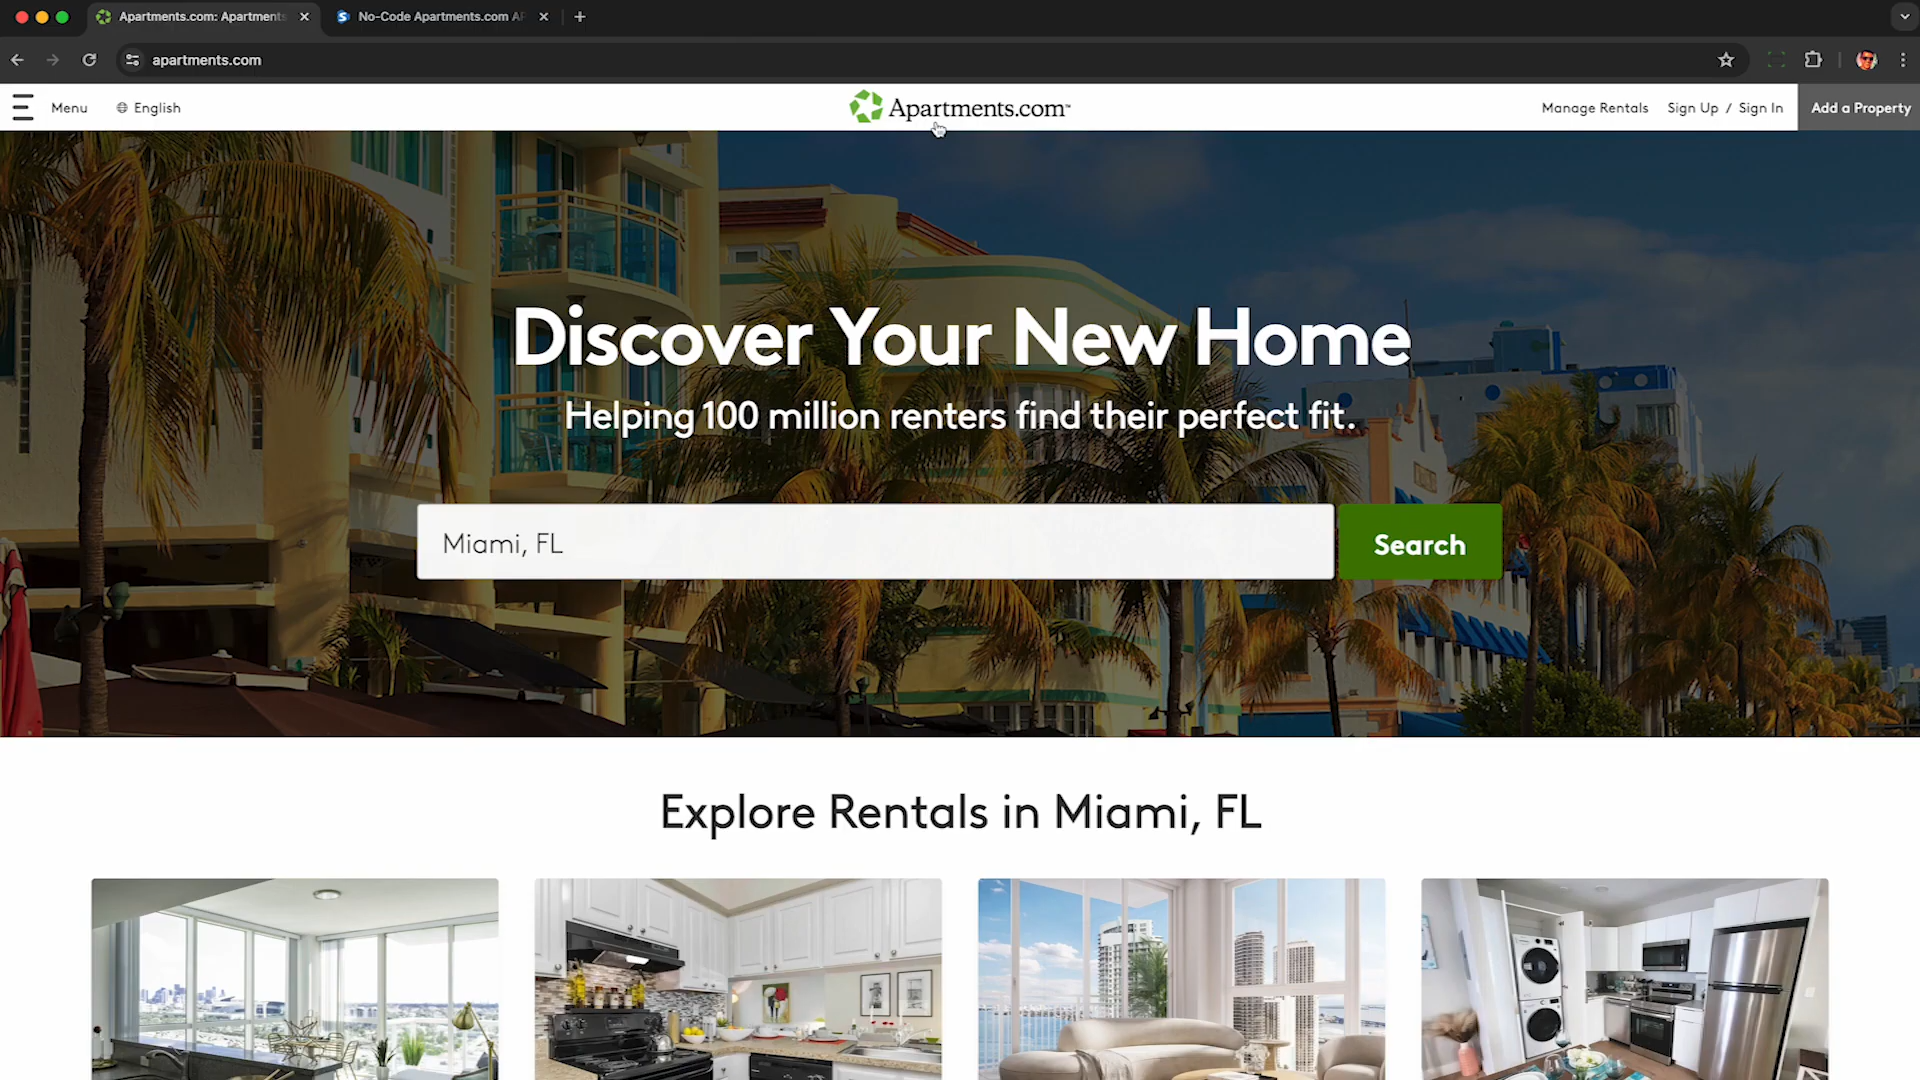 Apartments.com: Apartments
No-Code Apartments.com AP
apartments.com
Menu
English
Apartments.com™
Manage Rentals
Sign Up / Sign In
Add a Property
Discover Your New Home
Helping 100 million renters find their perfect fit.
Miami, FL
Search
Explore Rentals in Miami, FL